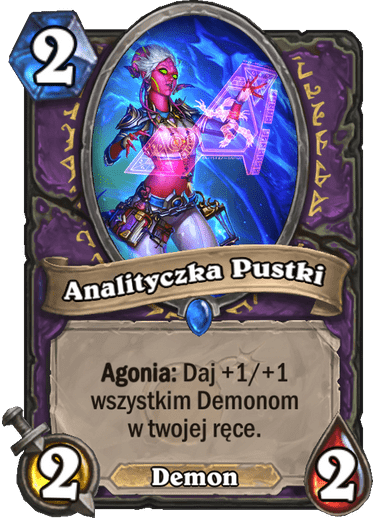 2
Analityczka Pustki
Agonia: Daj +1/+1
wszystkim Demonom
w twojej ręce.
2
Demon
2